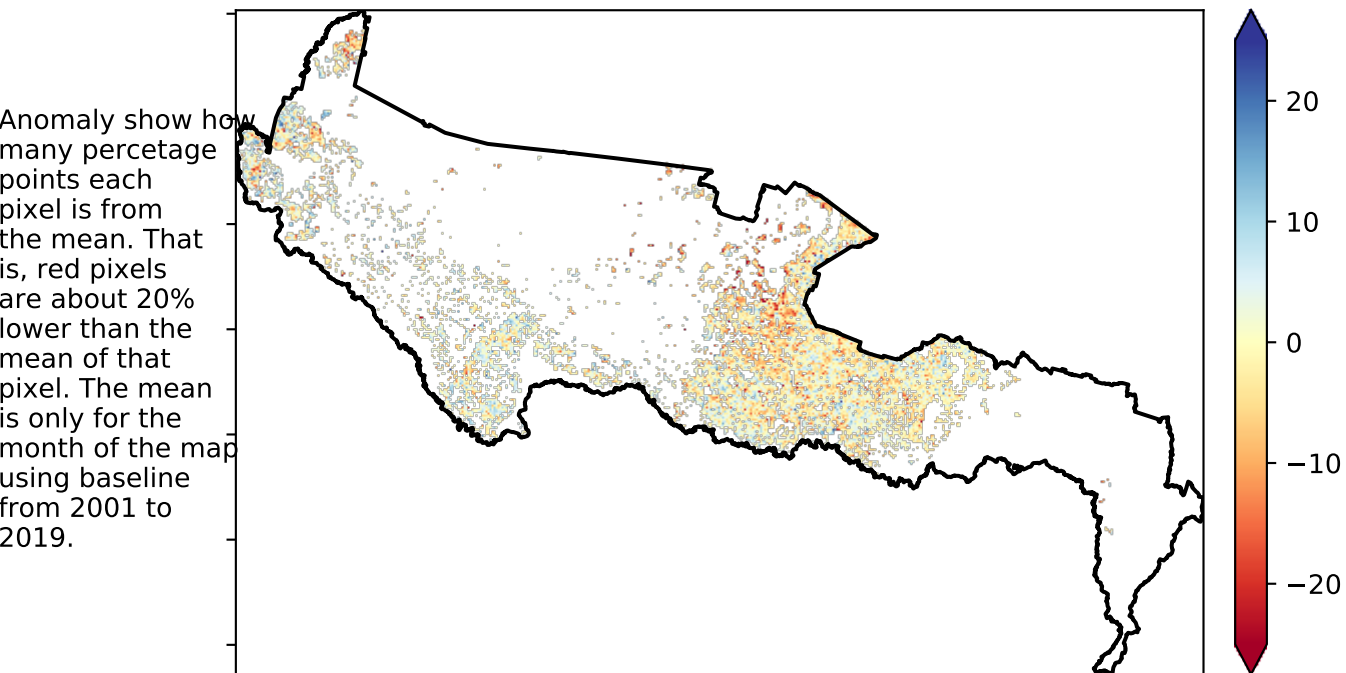 Anomaly show how
many percetage
points each
pixel is from
the mean. That
is, red pixels
are about 20%
lower than the
mean of that
pixel. The mean
is only for the
month of the map
using baseline
from 2001 to
2019.
20
10
0
−10
−20